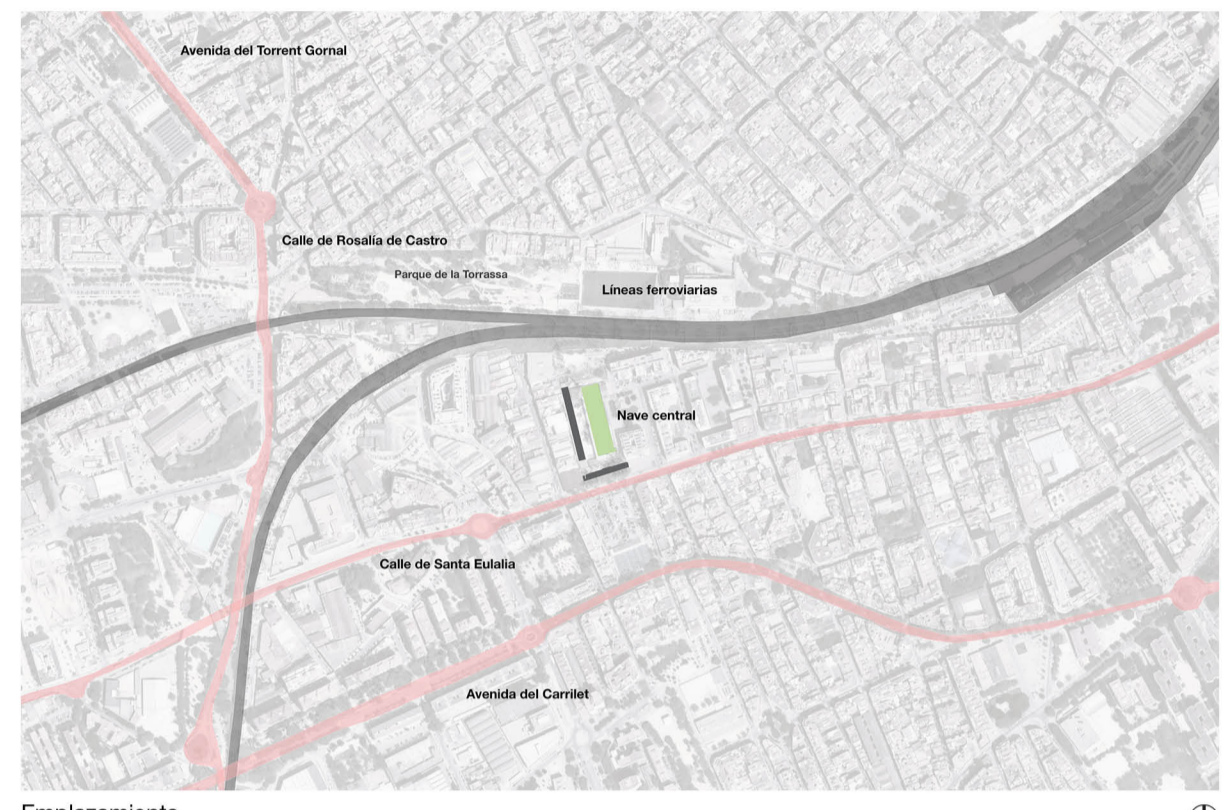 Avenida del Torrent Gornal
Calle de Rosalía de Castro
Parque de la Torrassa
Líneas ferroviarias
Nave central
Calle de Santa Eulalia
Avenida del Carrilet
Emplazamiento